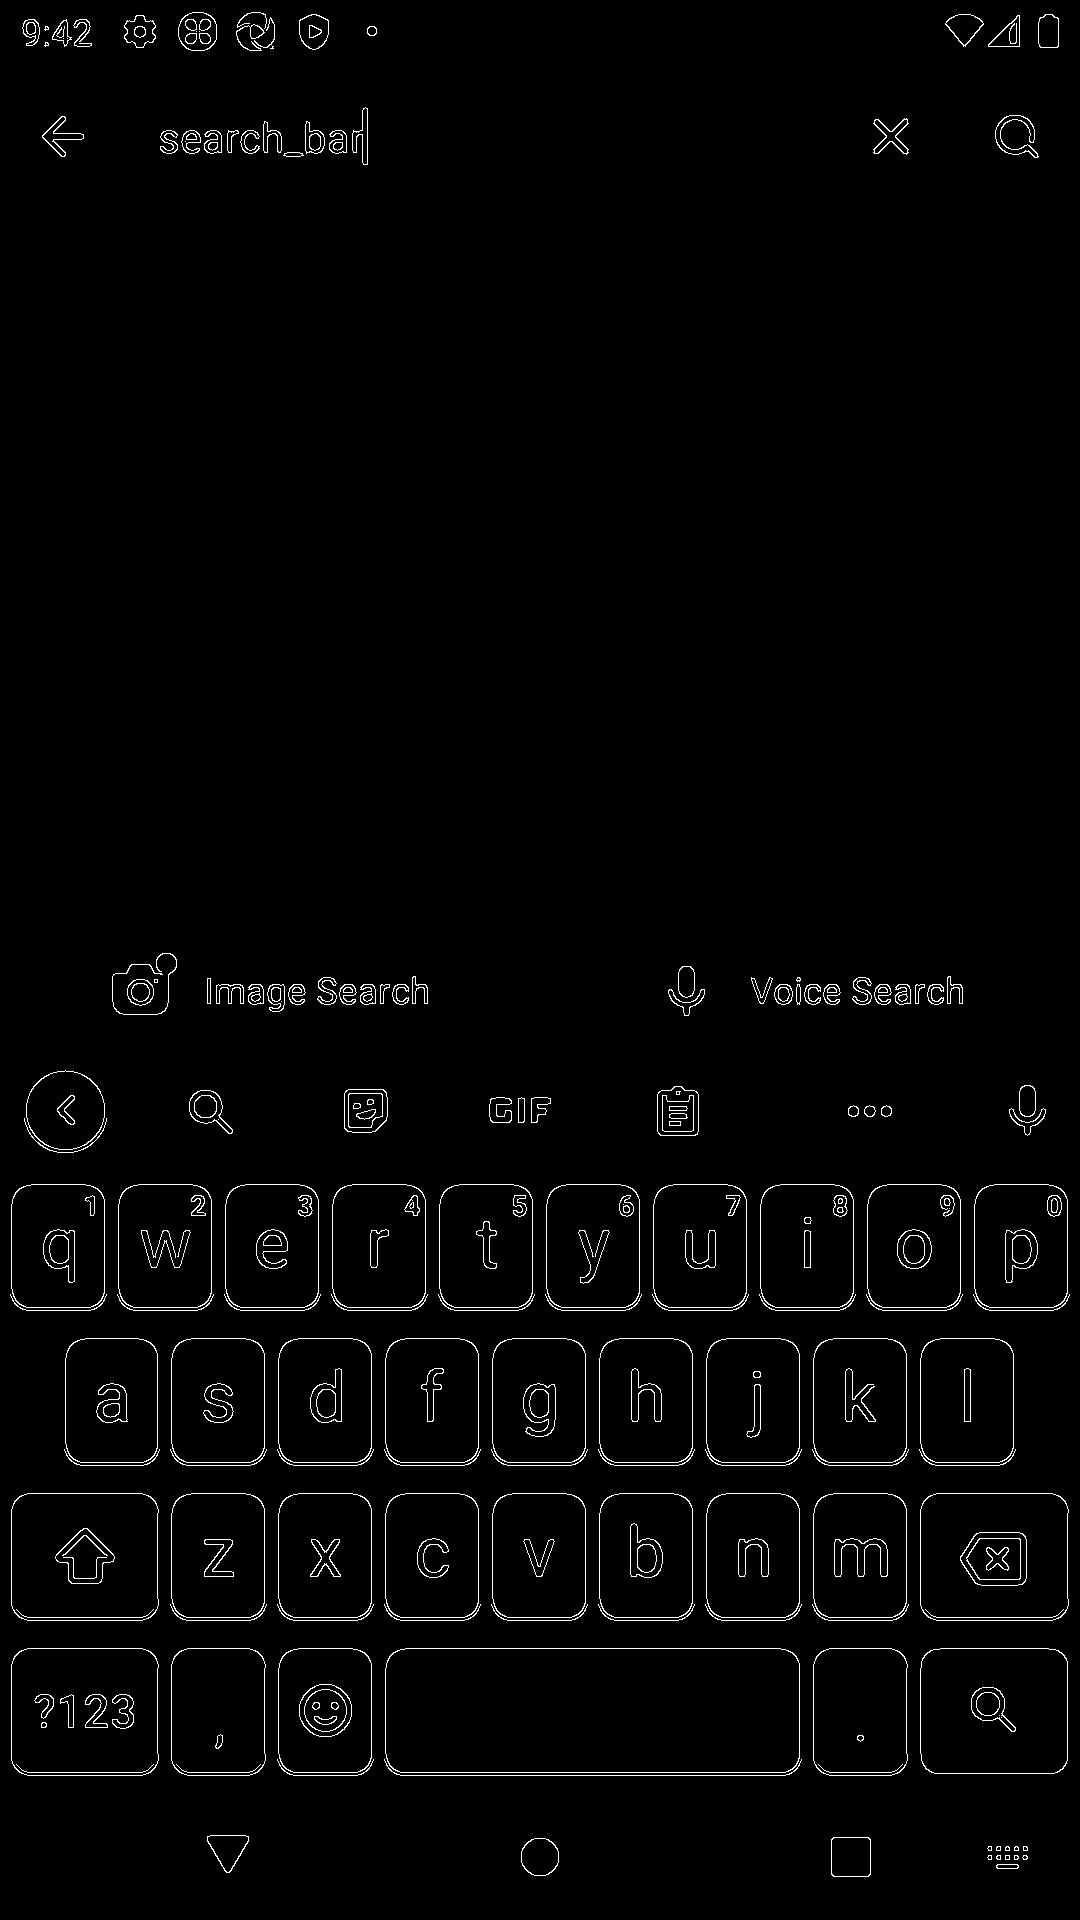 9:42
search_bar
Image Search Voice Search
GIF
1 2 3 4 5 6 7 8 9 0
q w e r t y u i o p
a s d f g h j k l
z x c v b n m
?123 , .